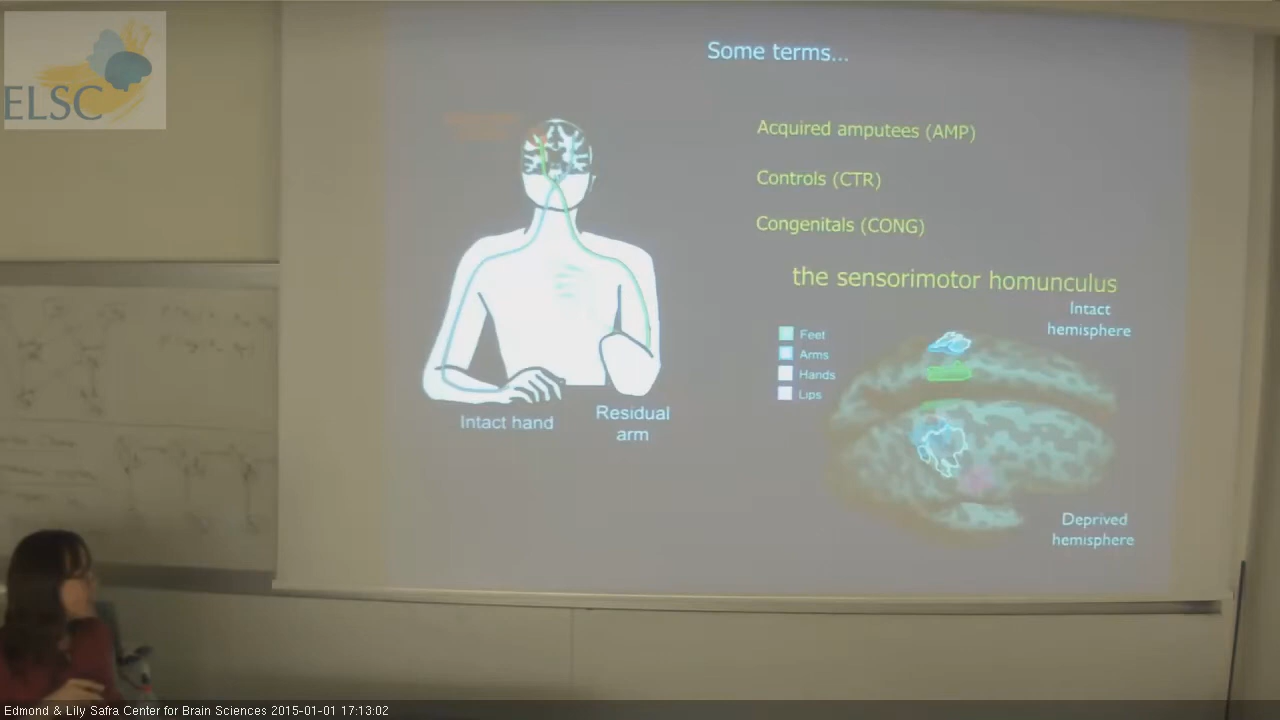 ELSC
Some terms...
Acquired amputees (AMP)
Controls (CTR)
Congenitals (CONG)
the sensorimotor homunculus
Intact
hemisphere
Feet
Arms
Hands
Lips
Intact hand
Residual
arm
Deprived
hemisphere
Edmond & Lily Safra Center for Brain Sciences 2015-01-01 17:13:02